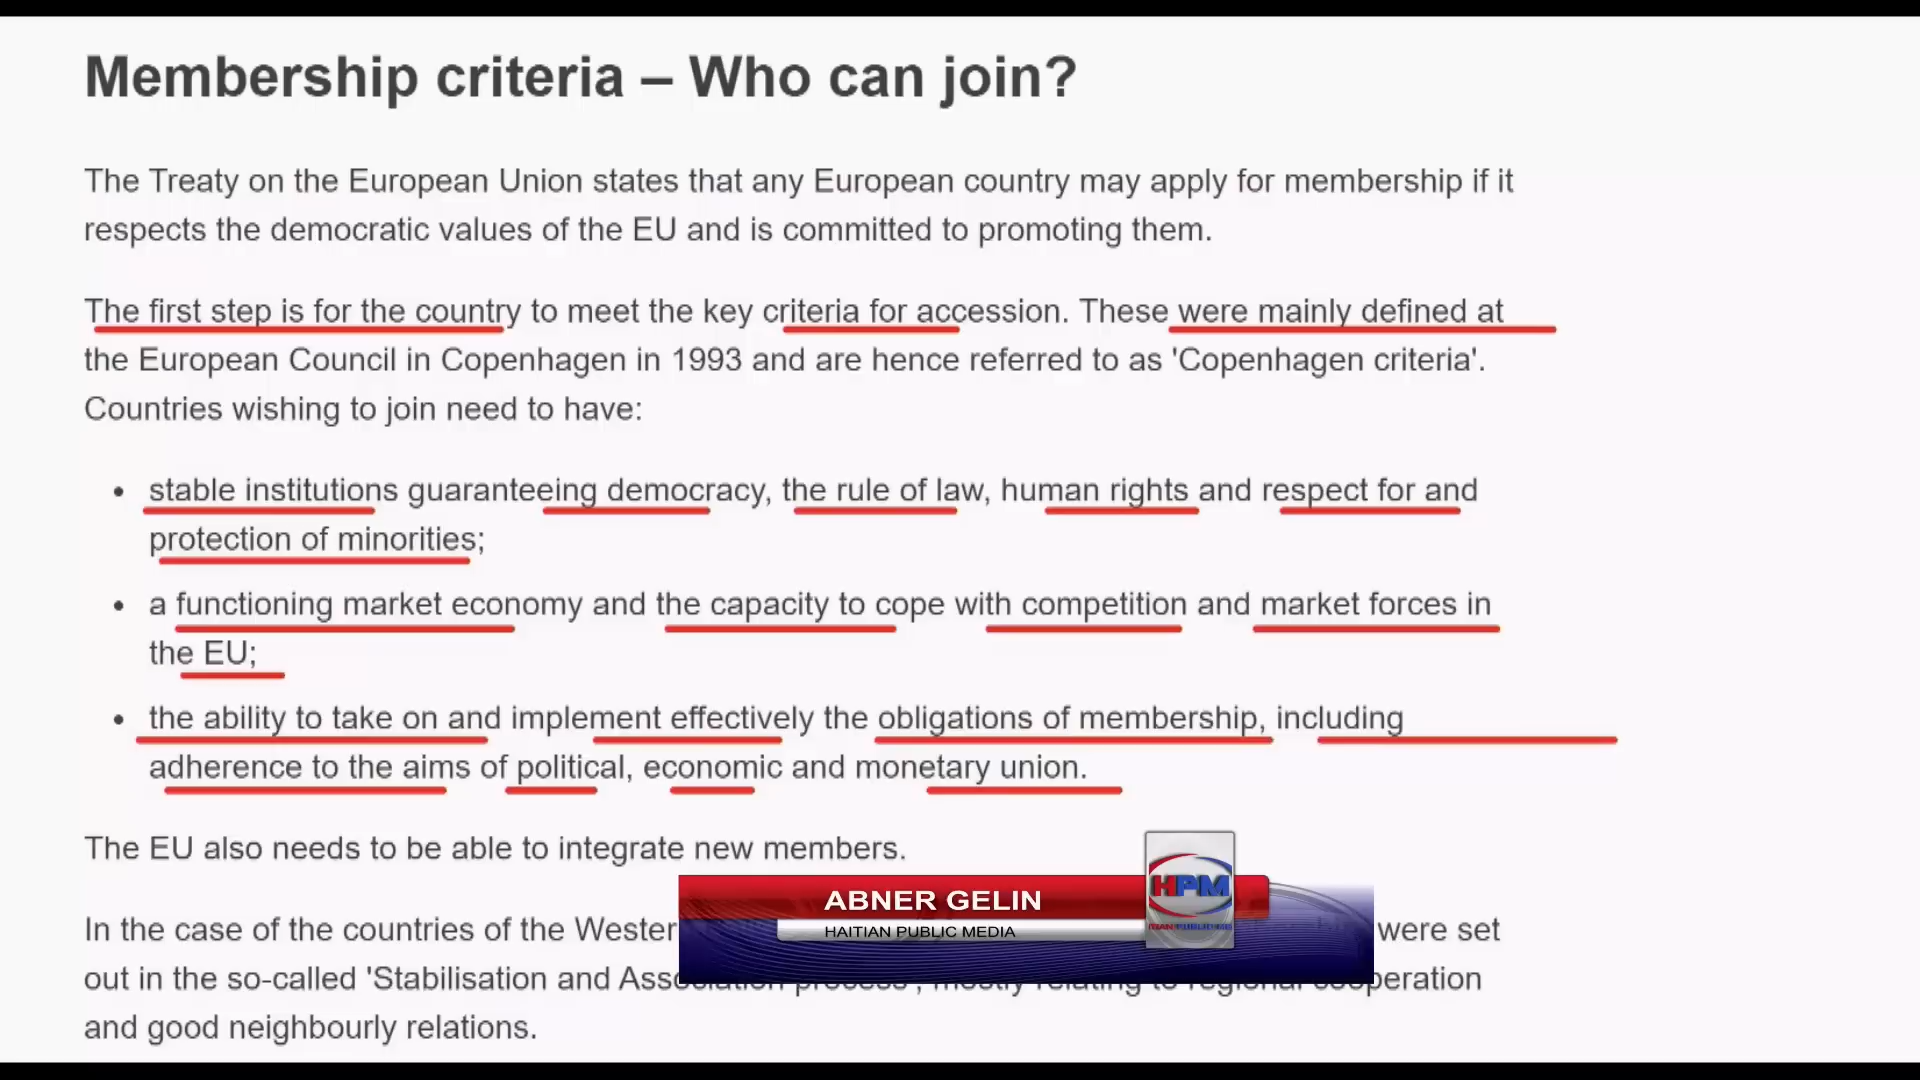 Membership criteria – Who can join?
The Treaty on the European Union states that any European country may apply for membership if it
respects the democratic values of the EU and is committed to promoting them.
The first step is for the country to meet the key criteria for accession. These were mainly defined at
the European Council in Copenhagen in 1993 and are hence referred to as 'Copenhagen criteria'.
Countries wishing to join need to have:
• stable institutions guaranteeing democracy, the rule of law, human rights and respect for and
protection of minorities;
• a functioning market economy and the capacity to cope with competition and market forces in
the EU;
• the ability to take on and implement effectively the obligations of membership, including
adherence to the aims of political, economic and monetary union.
The EU also needs to be able to integrate new members.
In the case of the countries of the were set
out in the so-called 'Stabilisation and Association process', mostly relating to regional cooperation
and good neighbourly relations.
ABNER GELIN
HAITIAN PUBLIC MEDIA
HPM